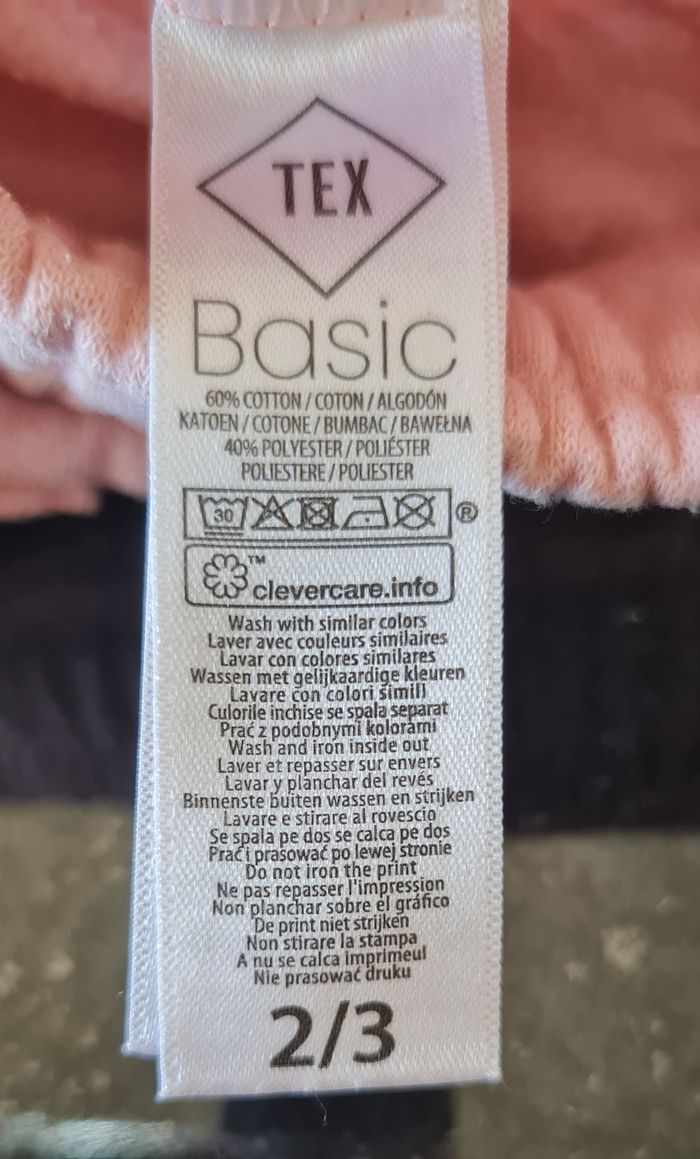 TEX
Basic
60% COTTON / COTON / ALGODÓN
KATOEN / COTONE / BUMBAC / BAWEŁNA
40% POLYESTER / POLIÉSTER
POLIESTERE / POLIESTER
30 ®
™
clevercare.info
Wash with similar colors
Laver avec couleurs similaires
Lavar con colores similares
Wassen met gelijkaardige kleuren
Lavare con colori simili
Culorile inchise se spala separat
Prać z podobnymi kolorami
Wash and iron inside out
Laver et repasser sur envers
Lavar y planchar del revés
Binnenste buiten wassen en strijken
Lavare e stirare al rovescio
Se spala pe dos se calca pe dos
Prać i prasować po lewej stronie
Do not iron the print
Ne pas repasser l'impression
Non planchar sobre el gráfico
De print niet strijken
Non stirare la stampa
A nu se calca imprimeul
Nie prasować druku
2/3